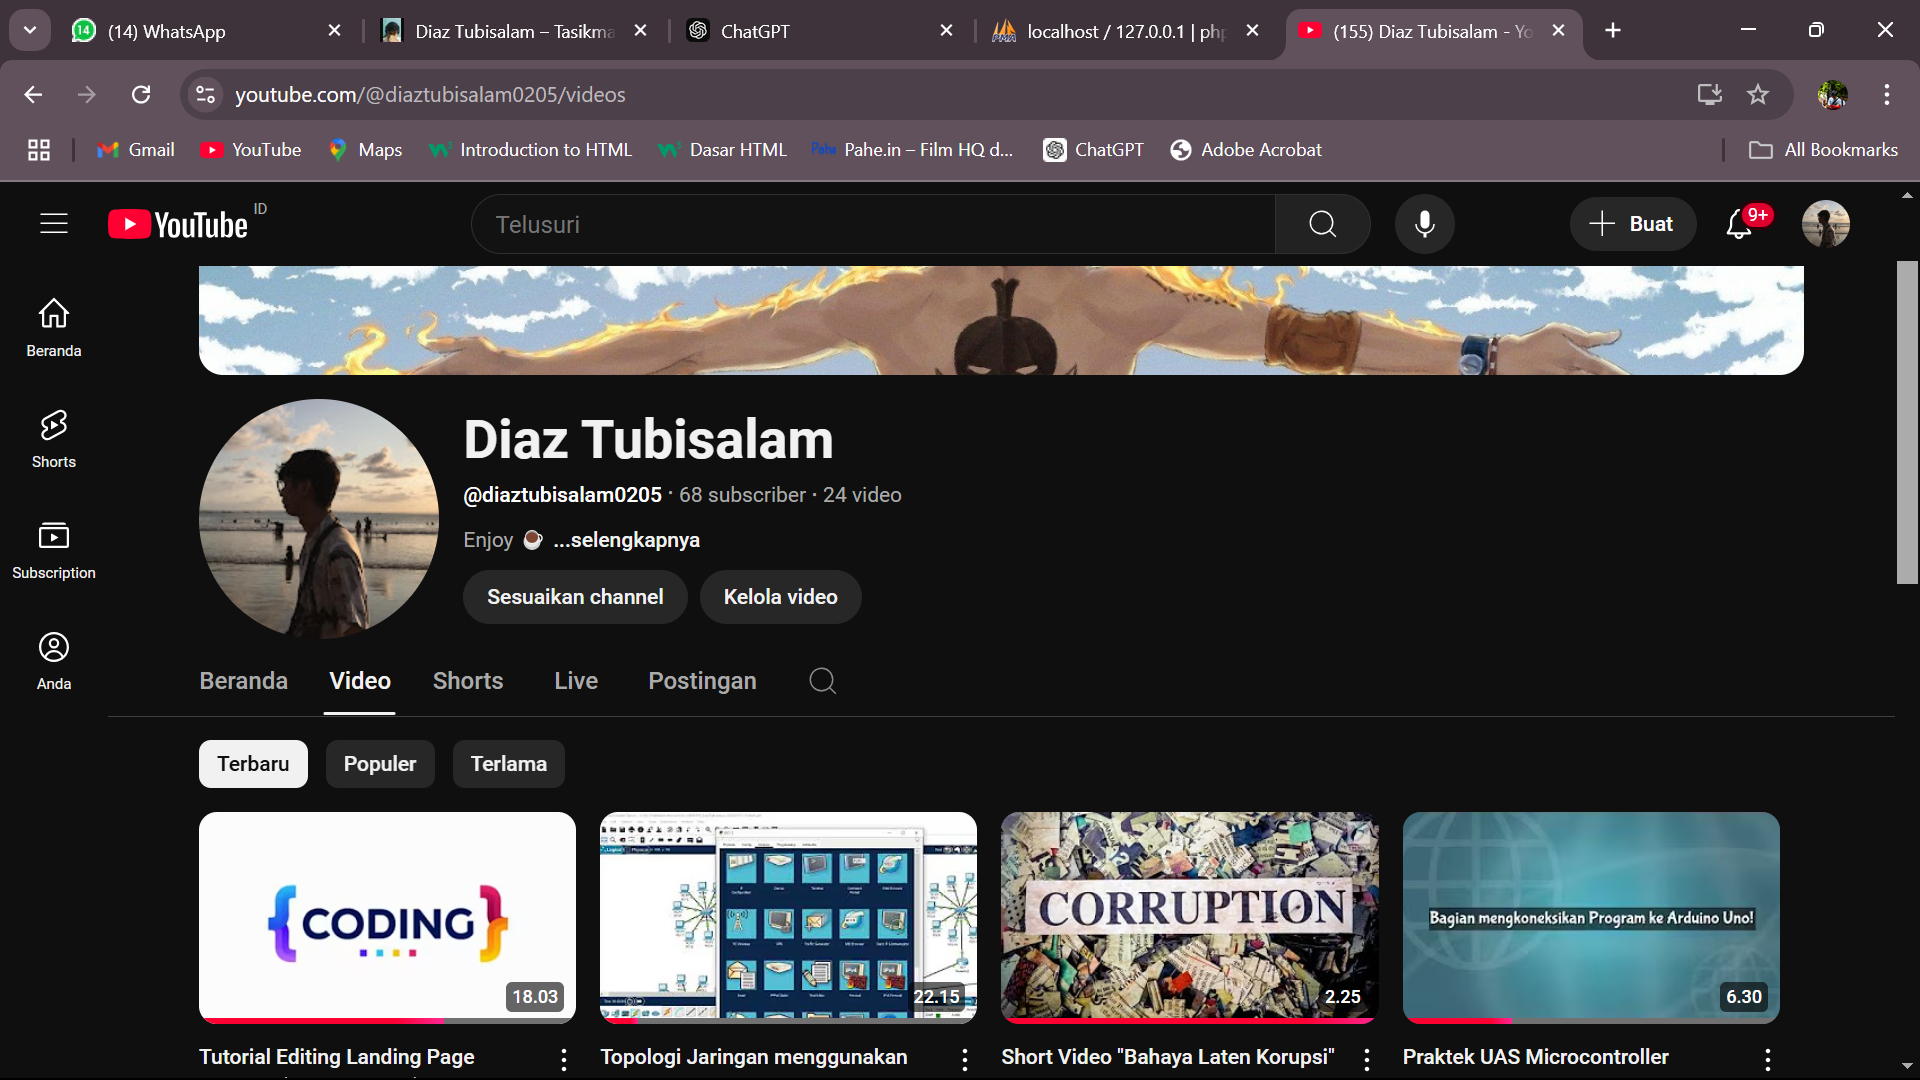 14
(14) WhatsApp
Diaz Tubisalam – Tasikma
ChatGPT
localhost / 127.0.0.1 | php
(155) Diaz Tubisalam - Yo
youtube.com/@diaztubisalam0205/videos
Gmail
YouTube
Maps
Introduction to HTML
Dasar HTML
Pahe.in – Film HQ d...
ChatGPT
Adobe Acrobat
All Bookmarks
YouTube ID
Telusuri
Buat
9+
Beranda
Shorts
Subscription
Anda
Diaz Tubisalam
@diaztubisalam0205 · 68 subscriber · 24 video
Enjoy ☕ ...selengkapnya
Sesuaikan channel
Kelola video
Beranda
Video
Shorts
Live
Postingan
Terbaru
Populer
Terlama
{CODING}
18.03
22.15
CORRUPTION
2.25
Bagian mengkoneksikan Program ke Arduino Uno!
6.30
Tutorial Editing Landing Page
Topologi Jaringan menggunakan
Short Video "Bahaya Laten Korupsi"
Praktek UAS Microcontroller